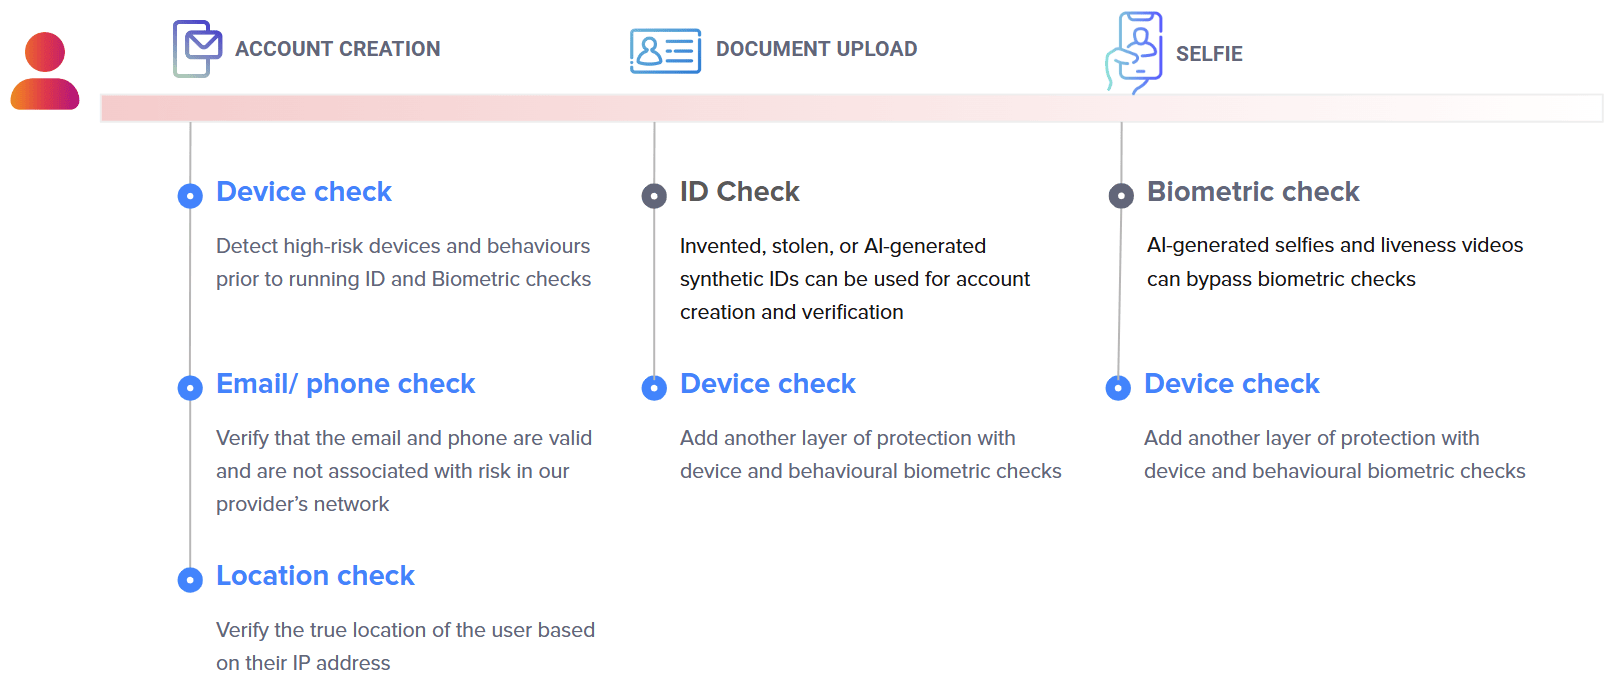 ACCOUNT CREATION
DOCUMENT UPLOAD
SELFIE
Device check
Detect high-risk devices and behaviours
prior to running ID and Biometric checks
Email/ phone check
Verify that the email and phone are valid
and are not associated with risk in our
provider’s network
Location check
Verify the true location of the user based
on their IP address
ID Check
Invented, stolen, or AI-generated
synthetic IDs can be used for account
creation and verification
Device check
Add another layer of protection with
device and behavioural biometric checks
Biometric check
AI-generated selfies and liveness videos
can bypass biometric checks
Device check
Add another layer of protection with
device and behavioural biometric checks